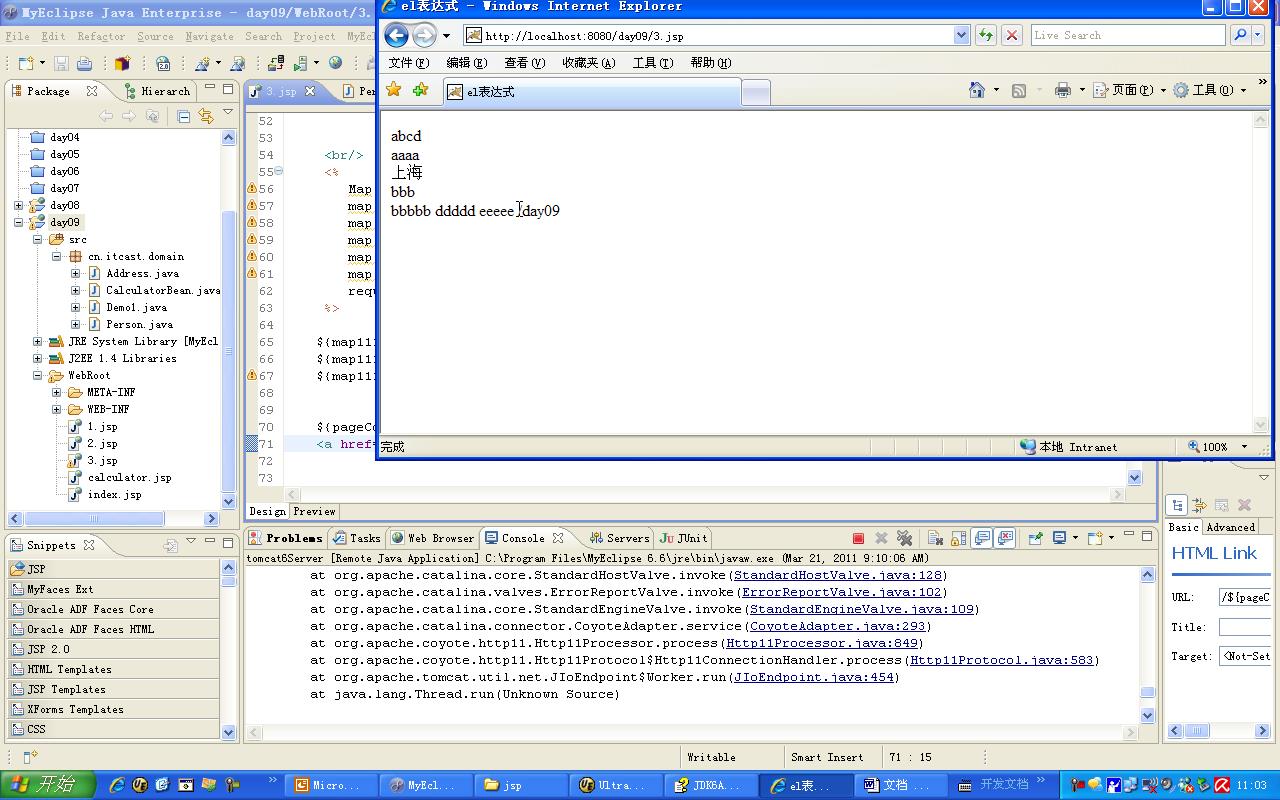 MyEclipse Java Enterprise - day09/WebRoot/3.
File Edit Refactor Source Navigate Search Project MyEcl
Package
Hierarch
day04
day05
day06
day07
day08
day09
src
cn.itcast.domain
Address.java
CalculatorBean.java
Demo1.java
Person.java
JRE System Library [MyEcl
J2EE 1.4 Libraries
WebRoot
META-INF
WEB-INF
1.jsp
2.jsp
3.jsp
calculator.jsp
index.jsp
Snippets
JSP
MyFaces Ext
Oracle ADF Faces Core
Oracle ADF Faces HTML
JSP 2.0
HTML Templates
JSP Templates
XForms Templates
CSS
3.jsp
Per
52
53
54 <br/>
55 <%
56 Map
57 map
58 map
59 map
60 map
61 map
62 requ
63 %>
64
65 ${map111
66 ${map111
67 ${map111
68
69
70 ${pageCo
71 <a href=
72
73
Design Preview
el表达式 - Windows Internet Explorer
http://localhost:8080/day09/3.jsp
Live Search
文件(F) 编辑(E) 查看(V) 收藏夹(A) 工具(T) 帮助(H)
el表达式
页面(P)
工具(O)
abcd
aaaa
上海
bbb
bbbbb ddddd eeeee /day09
完成
本地 Intranet
100%
Problems Tasks Web Browser Console Servers JUnit
tomcat6Server [Remote Java Application] C:\Program Files\MyEclipse 6.6\jre\bin\javaw.exe (Mar 21, 2011 9:10:06 AM)
at org.apache.catalina.core.StandardHostValve.invoke(StandardHostValve.java:128)
at org.apache.catalina.valves.ErrorReportValve.invoke(ErrorReportValve.java:102)
at org.apache.catalina.core.StandardEngineValve.invoke(StandardEngineValve.java:109)
at org.apache.catalina.connector.CoyoteAdapter.service(CoyoteAdapter.java:293)
at org.apache.coyote.http11.Http11Processor.process(Http11Processor.java:849)
at org.apache.coyote.http11.Http11Protocol$Http11ConnectionHandler.process(Http11Protocol.java:583)
at org.apache.tomcat.util.net.JIoEndpoint$Worker.run(JIoEndpoint.java:454)
at java.lang.Thread.run(Unknown Source)
Basic Advanced
HTML Link
URL: /${pageC
Title:
Target: <Not-Set
Writable Smart Insert 71 : 15
开始
Micro...
MyEcl...
jsp
Ultra...
JDK6A...
el表...
文档 ...
开发文档
11:03